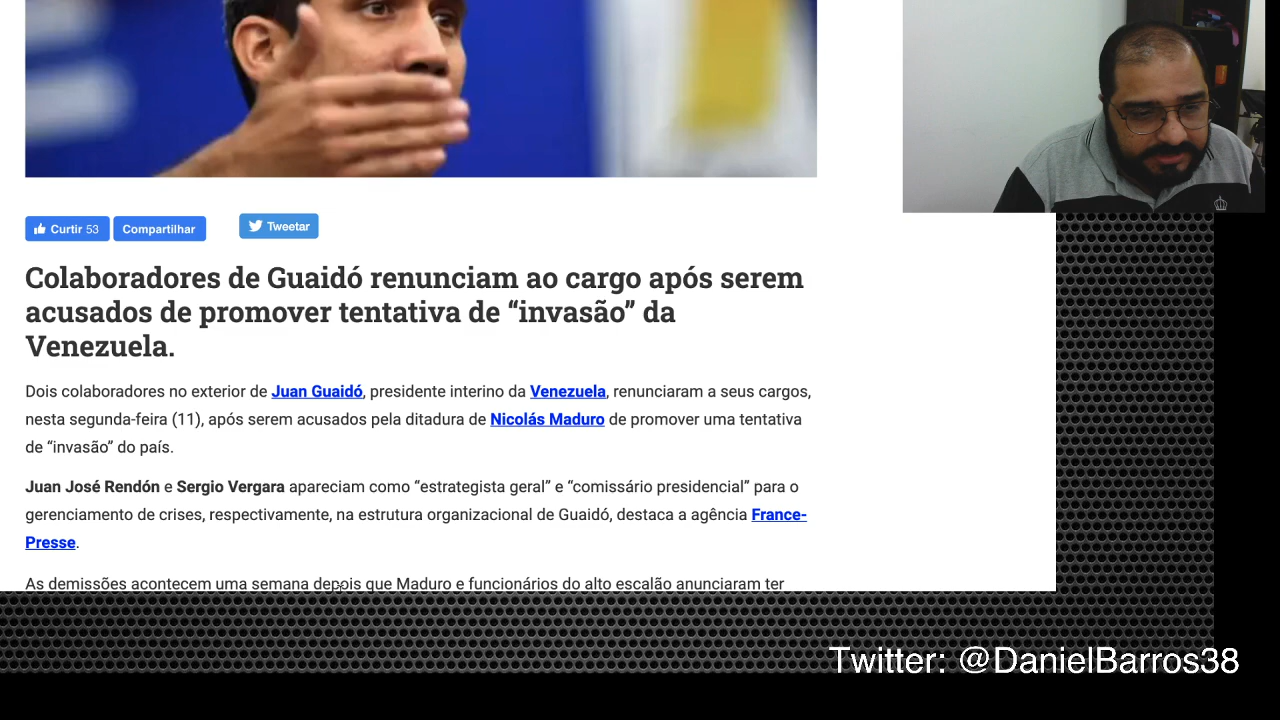 Curtir 53 Compartilhar Tweetar
Colaboradores de Guaidó renunciam ao cargo após serem
acusados de promover tentativa de “invasão” da
Venezuela.
Dois colaboradores no exterior de Juan Guaidó, presidente interino da Venezuela, renunciaram a seus cargos,
nesta segunda-feira (11), após serem acusados pela ditadura de Nicolás Maduro de promover uma tentativa
de “invasão” do país.
Juan José Rendón e Sergio Vergara apareciam como “estrategista geral” e “comissário presidencial” para o
gerenciamento de crises, respectivamente, na estrutura organizacional de Guaidó, destaca a agência France-
Presse.
As demissões acontecem uma semana depois que Maduro e funcionários do alto escalão anunciaram ter
Twitter: @DanielBarros38